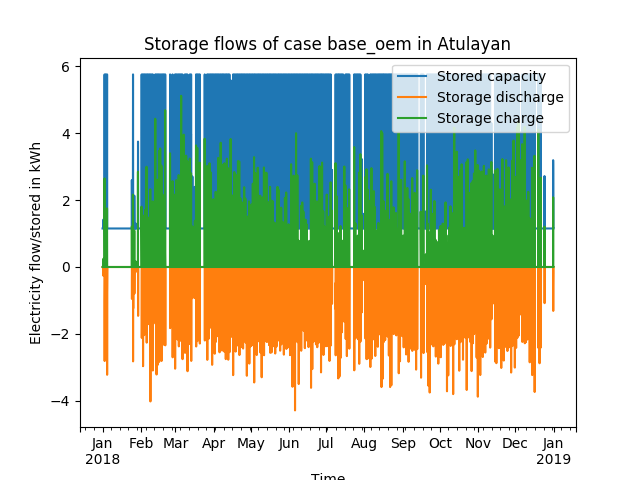 Storage flows of case base_oem in Atulayan
Stored capacity
Storage discharge
Storage charge
Electricity flow/stored in kWh
6
4
2
0
−2
−4
Jan Feb Mar Apr May Jun Jul Aug Sep Oct Nov Dec Jan
2018 2019
Time